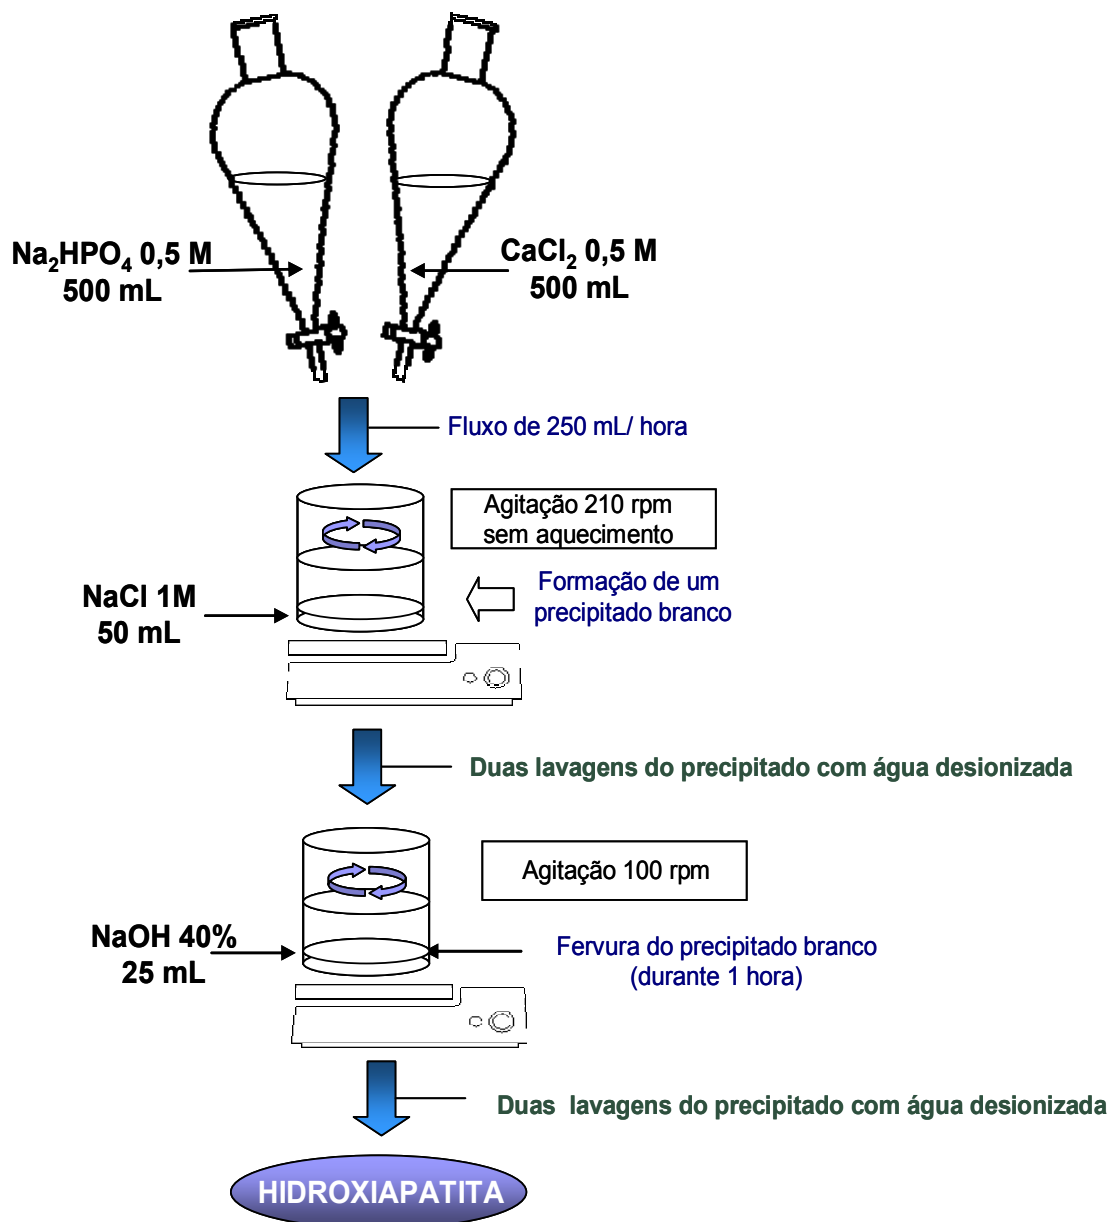 Na₂HPO₄ 0,5 M
500 mL
CaCl₂ 0,5 M
500 mL
Fluxo de 250 mL/ hora
Agitação 210 rpm
sem aquecimento
Formação de um
precipitado branco
NaCl 1M
50 mL
Duas lavagens do precipitado com água desionizada
Agitação 100 rpm
NaOH 40%
25 mL
Fervura do precipitado branco
(durante 1 hora)
Duas lavagens do precipitado com água desionizada
HIDROXIAPATITA